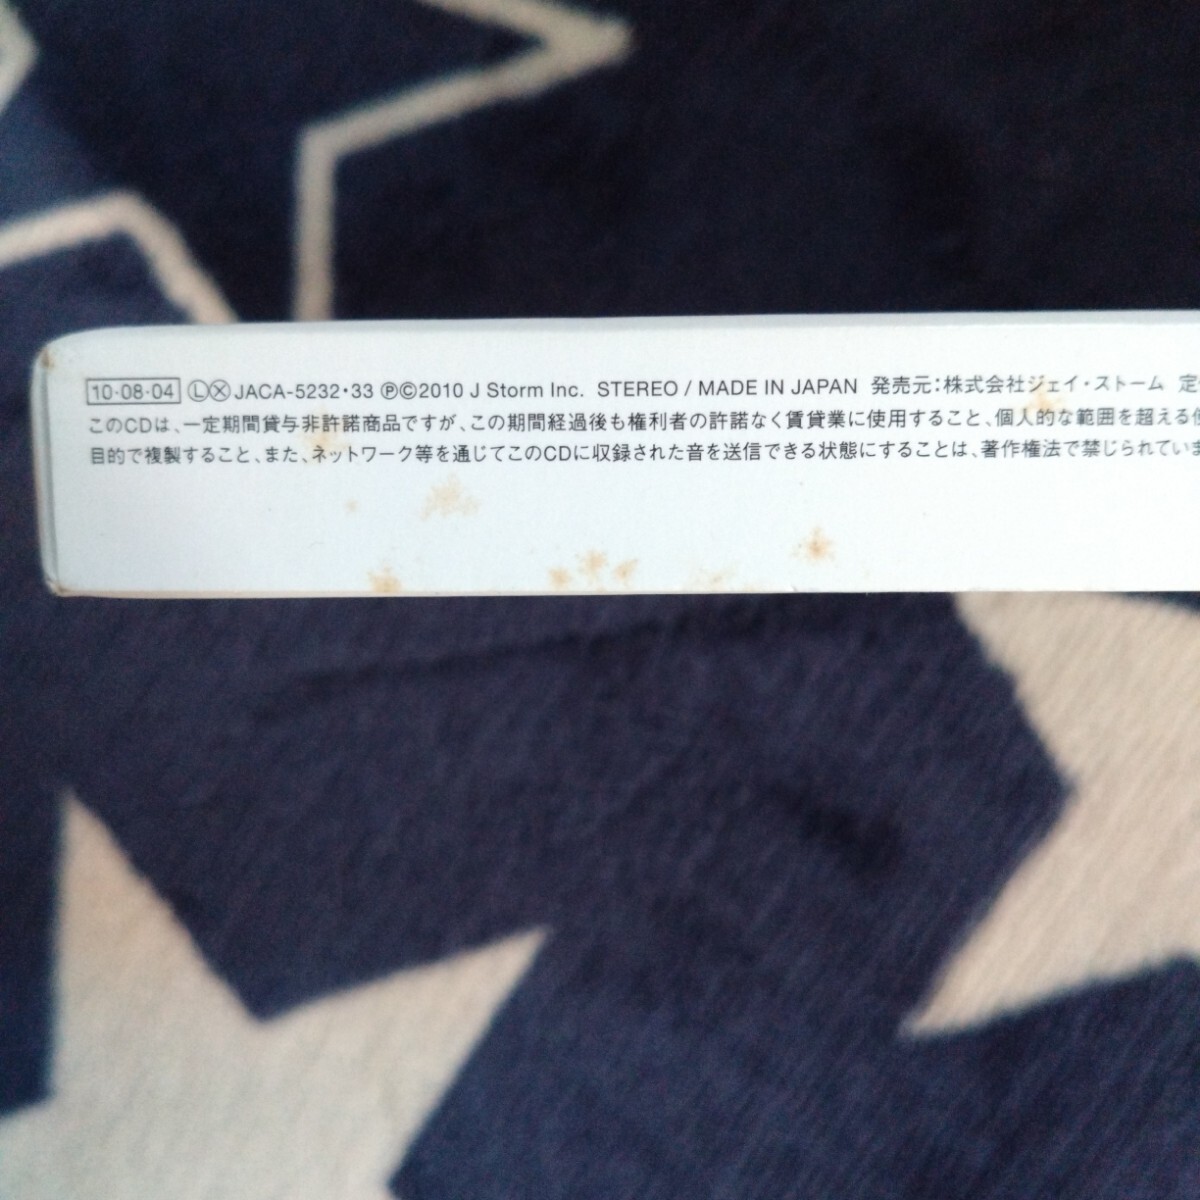 10・08・04 ⓁⓍ JACA-5232・33 ℗©2010 J Storm Inc. STEREO / MADE IN JAPAN 発売元：株式会社ジェイ・ストーム 定
このCDは、一定期間貸与非許諾商品ですが、この期間経過後も権利者の許諾なく賃貸業に使用すること、個人的な範囲を超える使
目的で複製すること、また、ネットワーク等を通じてこのCDに収録された音を送信できる状態にすることは、著作権法で禁じられていま